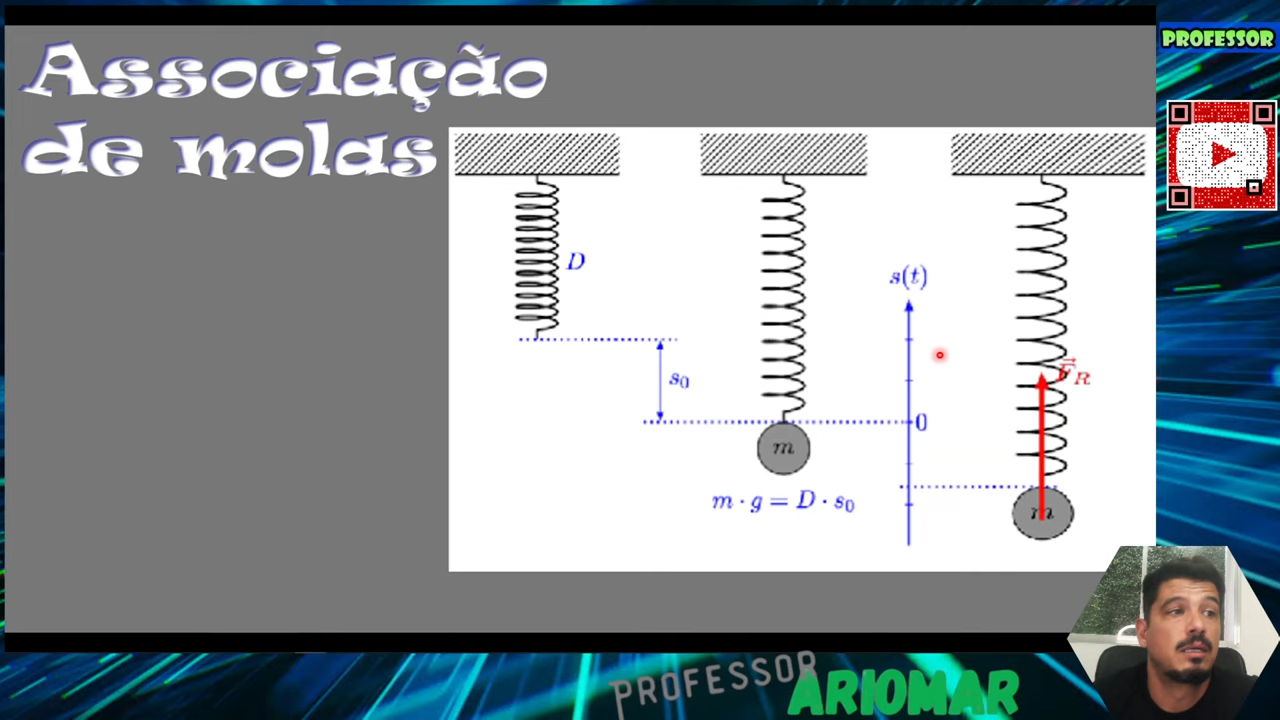 Associação
de molas
PROFESSOR
D
s(t)
s₀
F⃗R
0
m
m · g = D · s₀
m
PROFESSOR
ARIOMAR